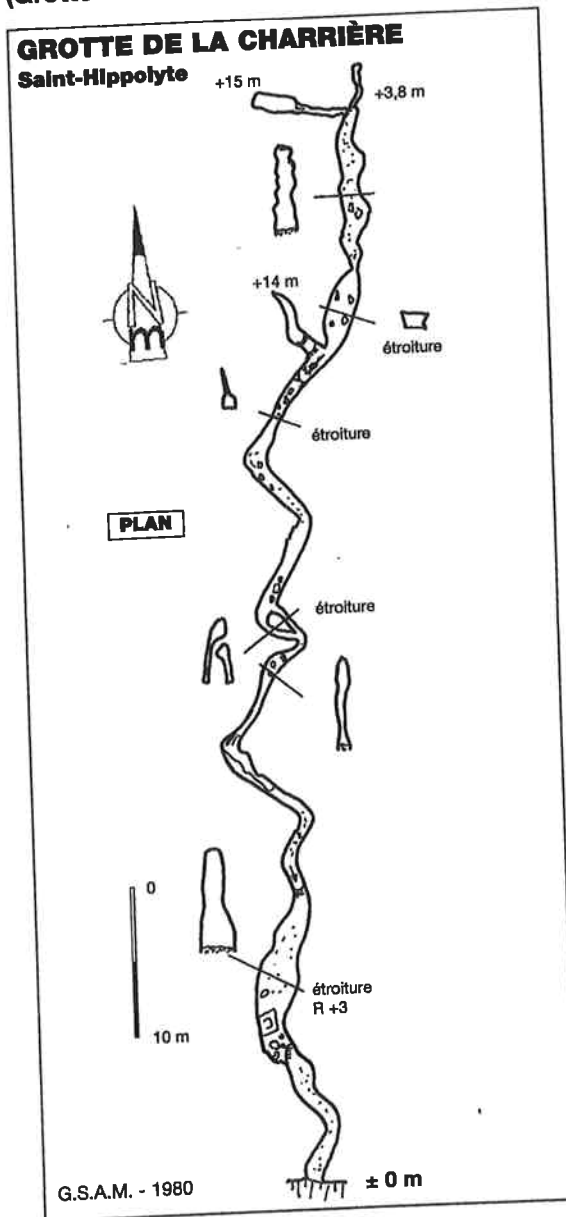 GROTTE DE LA CHARRIÈRE
Saint-Hippolyte
+15 m
+3,8 m
+14 m
étroiture
N
étroiture
PLAN
étroiture
0
10 m
étroiture
R +3
G.S.A.M. - 1980
± 0 m